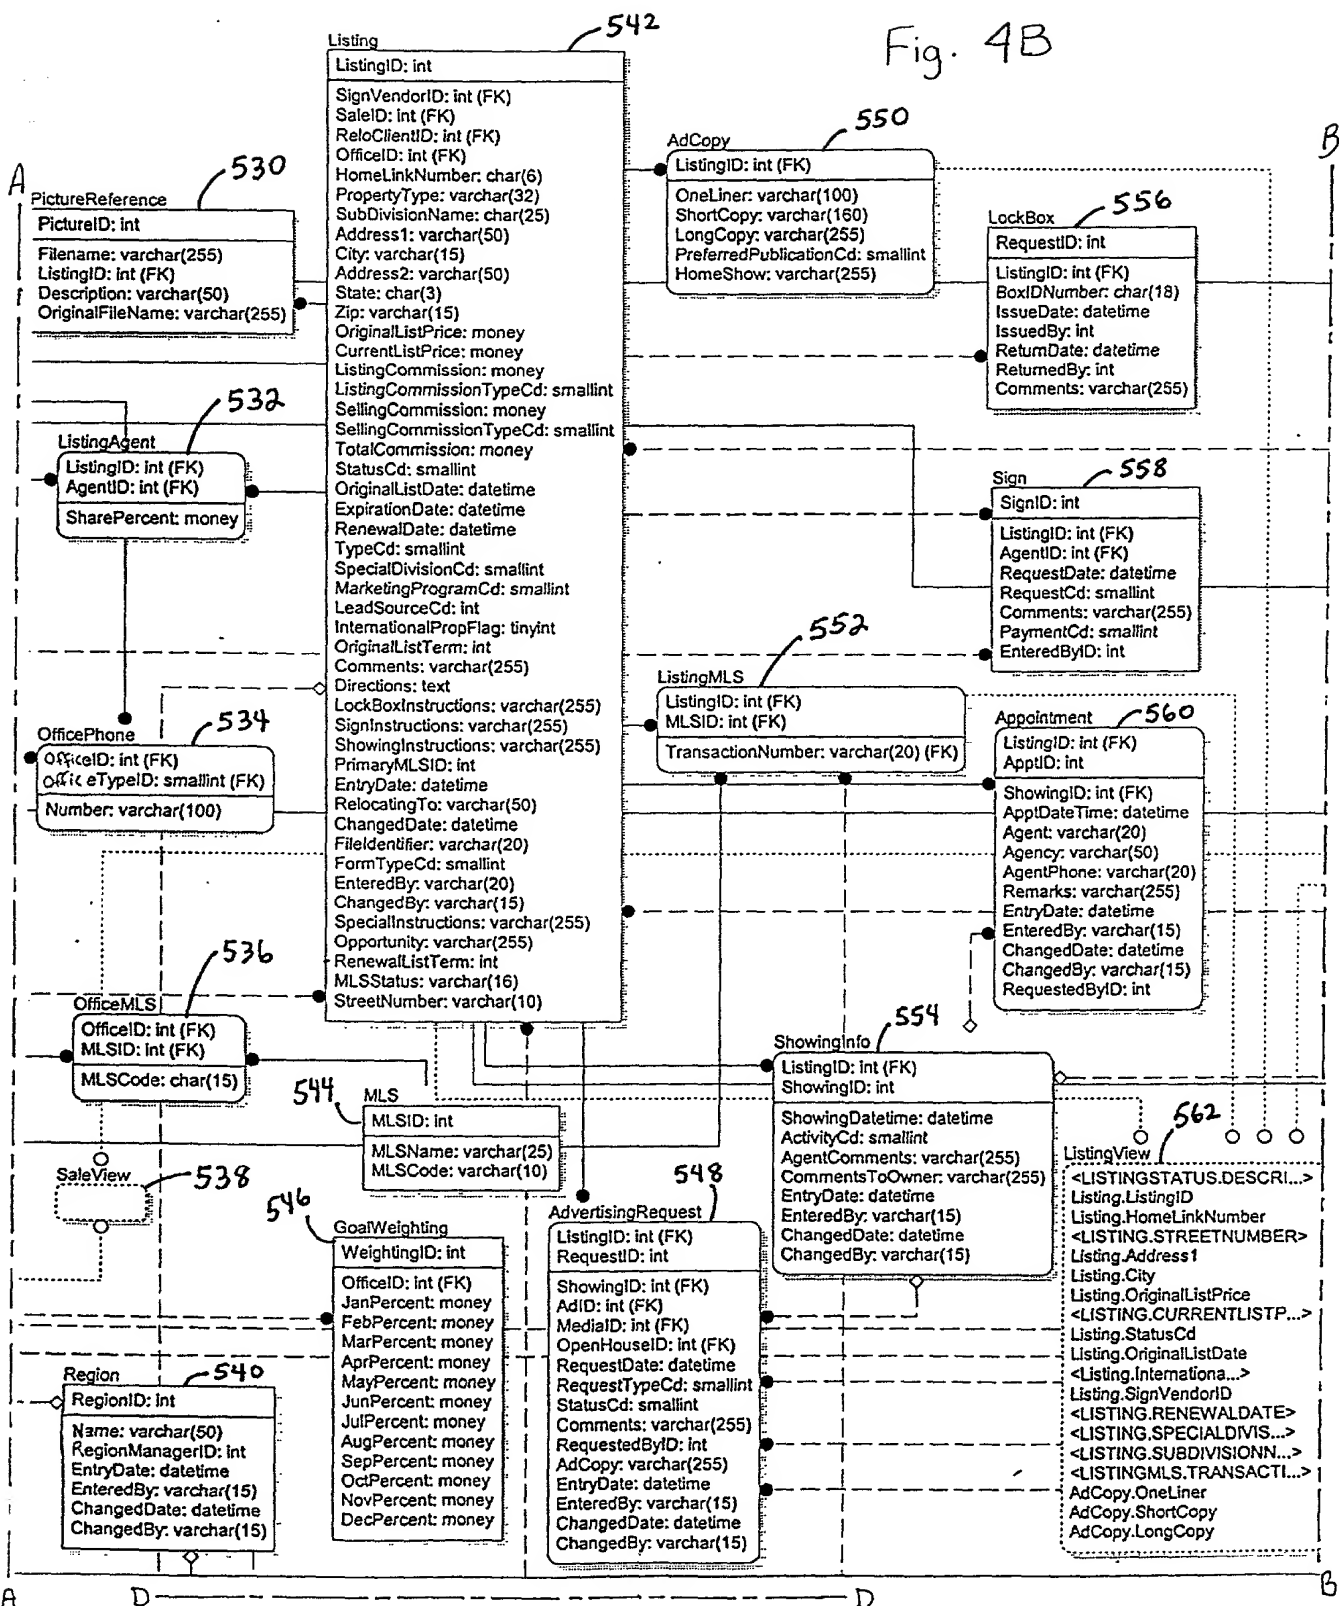 Fig. 4B
A
B
PictureReference
530
PictureID: int
Filename: varchar(255)
ListingID: int (FK)
Description: varchar(50)
OriginalFileName: varchar(255)
ListingAgent
532
ListingID: int (FK)
AgentID: int (FK)
SharePercent: money
OfficePhone
534
OfficeID: int (FK)
OfficeTypeID: smallint (FK)
Number: varchar(100)
OfficeMLS
536
OfficeID: int (FK)
MLSID: int (FK)
MLSCode: char(15)
SaleView
538
Region
540
RegionID: int
Name: varchar(50)
RegionManagerID: int
EntryDate: datetime
EnteredBy: varchar(15)
ChangedDate: datetime
ChangedBy: varchar(15)
Listing
542
ListingID: int
SignVendorID: int (FK)
SaleID: int (FK)
ReloClientID: int (FK)
OfficeID: int (FK)
HomeLinkNumber: char(6)
PropertyType: varchar(32)
SubDivisionName: char(25)
Address1: varchar(50)
City: varchar(15)
Address2: varchar(50)
State: char(3)
Zip: varchar(15)
OriginalListPrice: money
CurrentListPrice: money
ListingCommission: money
ListingCommissionTypeCd: smallint
SellingCommission: money
SellingCommissionTypeCd: smallint
TotalCommission: money
StatusCd: smallint
OriginalListDate: datetime
ExpirationDate: datetime
RenewalDate: datetime
TypeCd: smallint
SpecialDivisionCd: smallint
MarketingProgramCd: smallint
LeadSourceCd: int
InternationalPropFlag: tinyint
OriginalListTerm: int
Comments: varchar(255)
Directions: text
LockBoxInstructions: varchar(255)
SignInstructions: varchar(255)
ShowingInstructions: varchar(255)
PrimaryMLSID: int
EntryDate: datetime
RelocatingTo: varchar(50)
ChangedDate: datetime
FileIdentifier: varchar(20)
FormTypeCd: smallint
EnteredBy: varchar(20)
ChangedBy: varchar(15)
SpecialInstructions: varchar(255)
Opportunity: varchar(255)
RenewalListTerm: int
MLSStatus: varchar(16)
StreetNumber: varchar(10)
MLS
544
MLSID: int
MLSName: varchar(25)
MLSCode: varchar(10)
GoalWeighting
546
WeightingID: int
OfficeID: int (FK)
JanPercent: money
FebPercent: money
MarPercent: money
AprPercent: money
MayPercent: money
JunPercent: money
JulPercent: money
AugPercent: money
SepPercent: money
OctPercent: money
NovPercent: money
DecPercent: money
AdvertisingRequest
548
ListingID: int (FK)
RequestID: int
ShowingID: int (FK)
AdID: int (FK)
MediaID: int (FK)
OpenHouseID: int (FK)
RequestDate: datetime
RequestTypeCd: smallint
StatusCd: smallint
Comments: varchar(255)
RequestedByID: int
AdCopy: varchar(255)
EntryDate: datetime
EnteredBy: varchar(15)
ChangedDate: datetime
ChangedBy: varchar(15)
AdCopy
550
ListingID: int (FK)
OneLiner: varchar(100)
ShortCopy: varchar(160)
LongCopy: varchar(255)
PreferredPublicationCd: smallint
HomeShow: varchar(255)
ListingMLS
552
ListingID: int (FK)
MLSID: int (FK)
TransactionNumber: varchar(20) (FK)
ShowingInfo
554
ListingID: int (FK)
ShowingID: int
ShowingDatetime: datetime
ActivityCd: smallint
AgentComments: varchar(255)
CommentsToOwner: varchar(255)
EntryDate: datetime
EnteredBy: varchar(15)
ChangedDate: datetime
ChangedBy: varchar(15)
LockBox
556
RequestID: int
ListingID: int (FK)
BoxIDNumber: char(18)
IssueDate: datetime
IssuedBy: int
ReturnDate: datetime
ReturnedBy: int
Comments: varchar(255)
Sign
558
SignID: int
ListingID: int (FK)
AgentID: int (FK)
RequestDate: datetime
RequestCd: smallint
Comments: varchar(255)
PaymentCd: smallint
EnteredByID: int
Appointment
560
ListingID: int (FK)
ApptID: int
ShowingID: int (FK)
ApptDateTime: datetime
Agent: varchar(20)
Agency: varchar(50)
AgentPhone: varchar(20)
Remarks: varchar(255)
EntryDate: datetime
EnteredBy: varchar(15)
ChangedDate: datetime
ChangedBy: varchar(15)
RequestedByID: int
ListingView
562
<LISTINGSTATUS.DESCRI...>
Listing.ListingID
Listing.HomeLinkNumber
<LISTING.STREETNUMBER>
Listing.Address1
Listing.City
Listing.OriginalListPrice
<LISTING.CURRENTLISTP...>
Listing.StatusCd
Listing.OriginalListDate
<Listing.Internationa...>
Listing.SignVendorID
<LISTING.RENEWALDATE>
<LISTING.SPECIALDIVIS...>
<LISTING.SUBDIVISIONN...>
<LISTINGMLS.TRANSACTI...>
AdCopy.OneLiner
AdCopy.ShortCopy
AdCopy.LongCopy
A
D
D
B